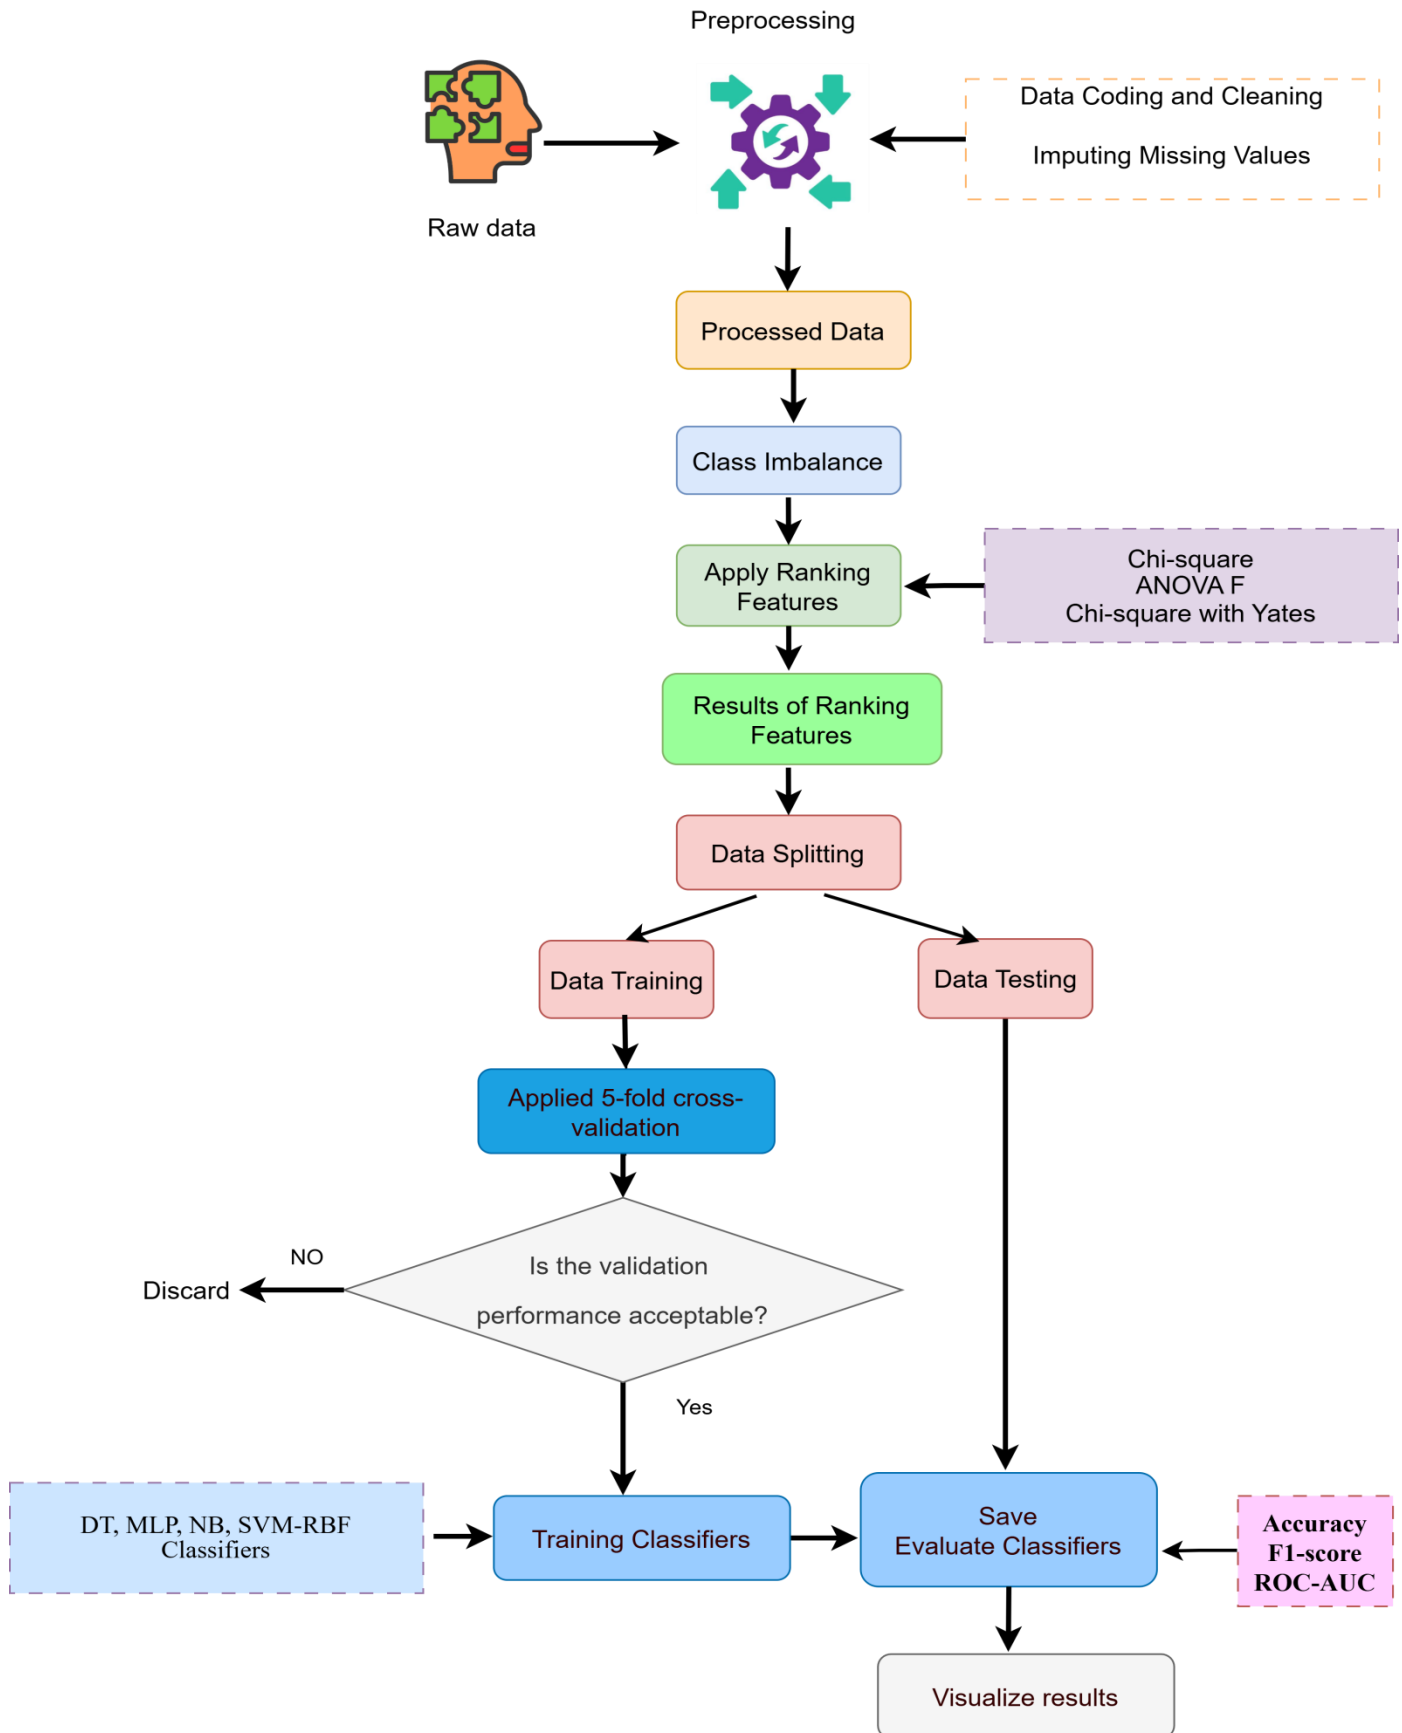 Preprocessing
Raw data
Data Coding and Cleaning
Imputing Missing Values
Processed Data
Class Imbalance
Apply Ranking
Features
Chi-square
ANOVA F
Chi-square with Yates
Results of Ranking
Features
Data Splitting
Data Training
Data Testing
Applied 5-fold cross-
validation
Is the validation
performance acceptable?
NO
Discard
Yes
DT, MLP, NB, SVM-RBF
Classifiers
Training Classifiers
Save
Evaluate Classifiers
Accuracy
F1-score
ROC-AUC
Visualize results